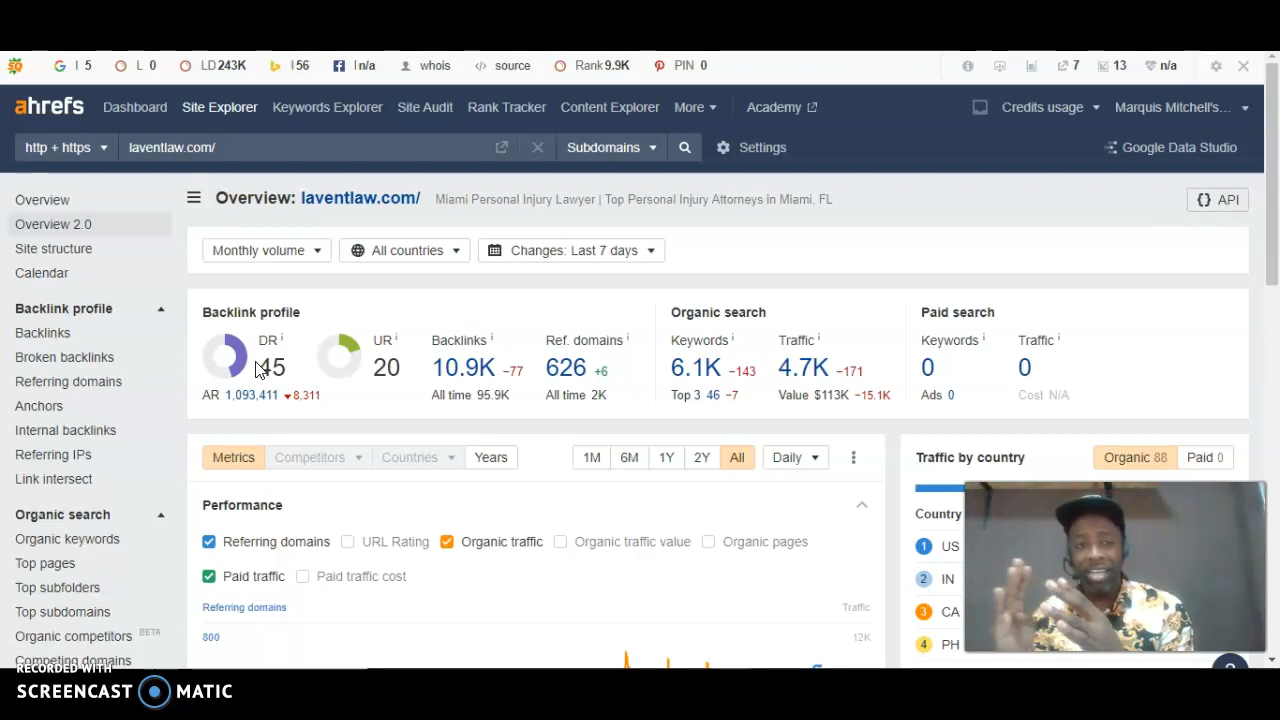 SQ G I 5 L 0 LD 243K I 56 I n/a whois source Rank 9.9K PIN 0 7 13 n/a
ahrefs Dashboard Site Explorer Keywords Explorer Site Audit Rank Tracker Content Explorer More Academy Credits usage Marquis Mitchell's...
http + https laventlaw.com/ Subdomains Settings Google Data Studio
Overview
Overview 2.0
Site structure
Calendar
Backlink profile
Backlinks
Broken backlinks
Referring domains
Anchors
Internal backlinks
Referring IPs
Link intersect
Organic search
Organic keywords
Top pages
Top subfolders
Top subdomains
Organic competitors BETA
Competing domains
Overview: laventlaw.com/ Miami Personal Injury Lawyer | Top Personal Injury Attorneys in Miami, FL {} API
Monthly volume All countries Changes: Last 7 days
Backlink profile Organic search Paid search
DR i UR i Backlinks i Ref. domains i Keywords i Traffic i Keywords i Traffic i
45 20 10.9K -77 626 +6 6.1K -143 4.7K -171 0 0
AR 1,093,411 8,311 All time 95.9K All time 2K Top 3 46 -7 Value $113K -15.1K Ads 0 Cost N/A
Metrics Competitors Countries Years 1M 6M 1Y 2Y All Daily
Performance
Referring domains URL Rating Organic traffic Organic traffic value Organic pages
Paid traffic Paid traffic cost
Referring domains Traffic
800 12K
Traffic by country Organic 88 Paid 0
Country
1 US
2 IN
3 CA
4 PH
RECORDED WITH
SCREENCAST MATIC